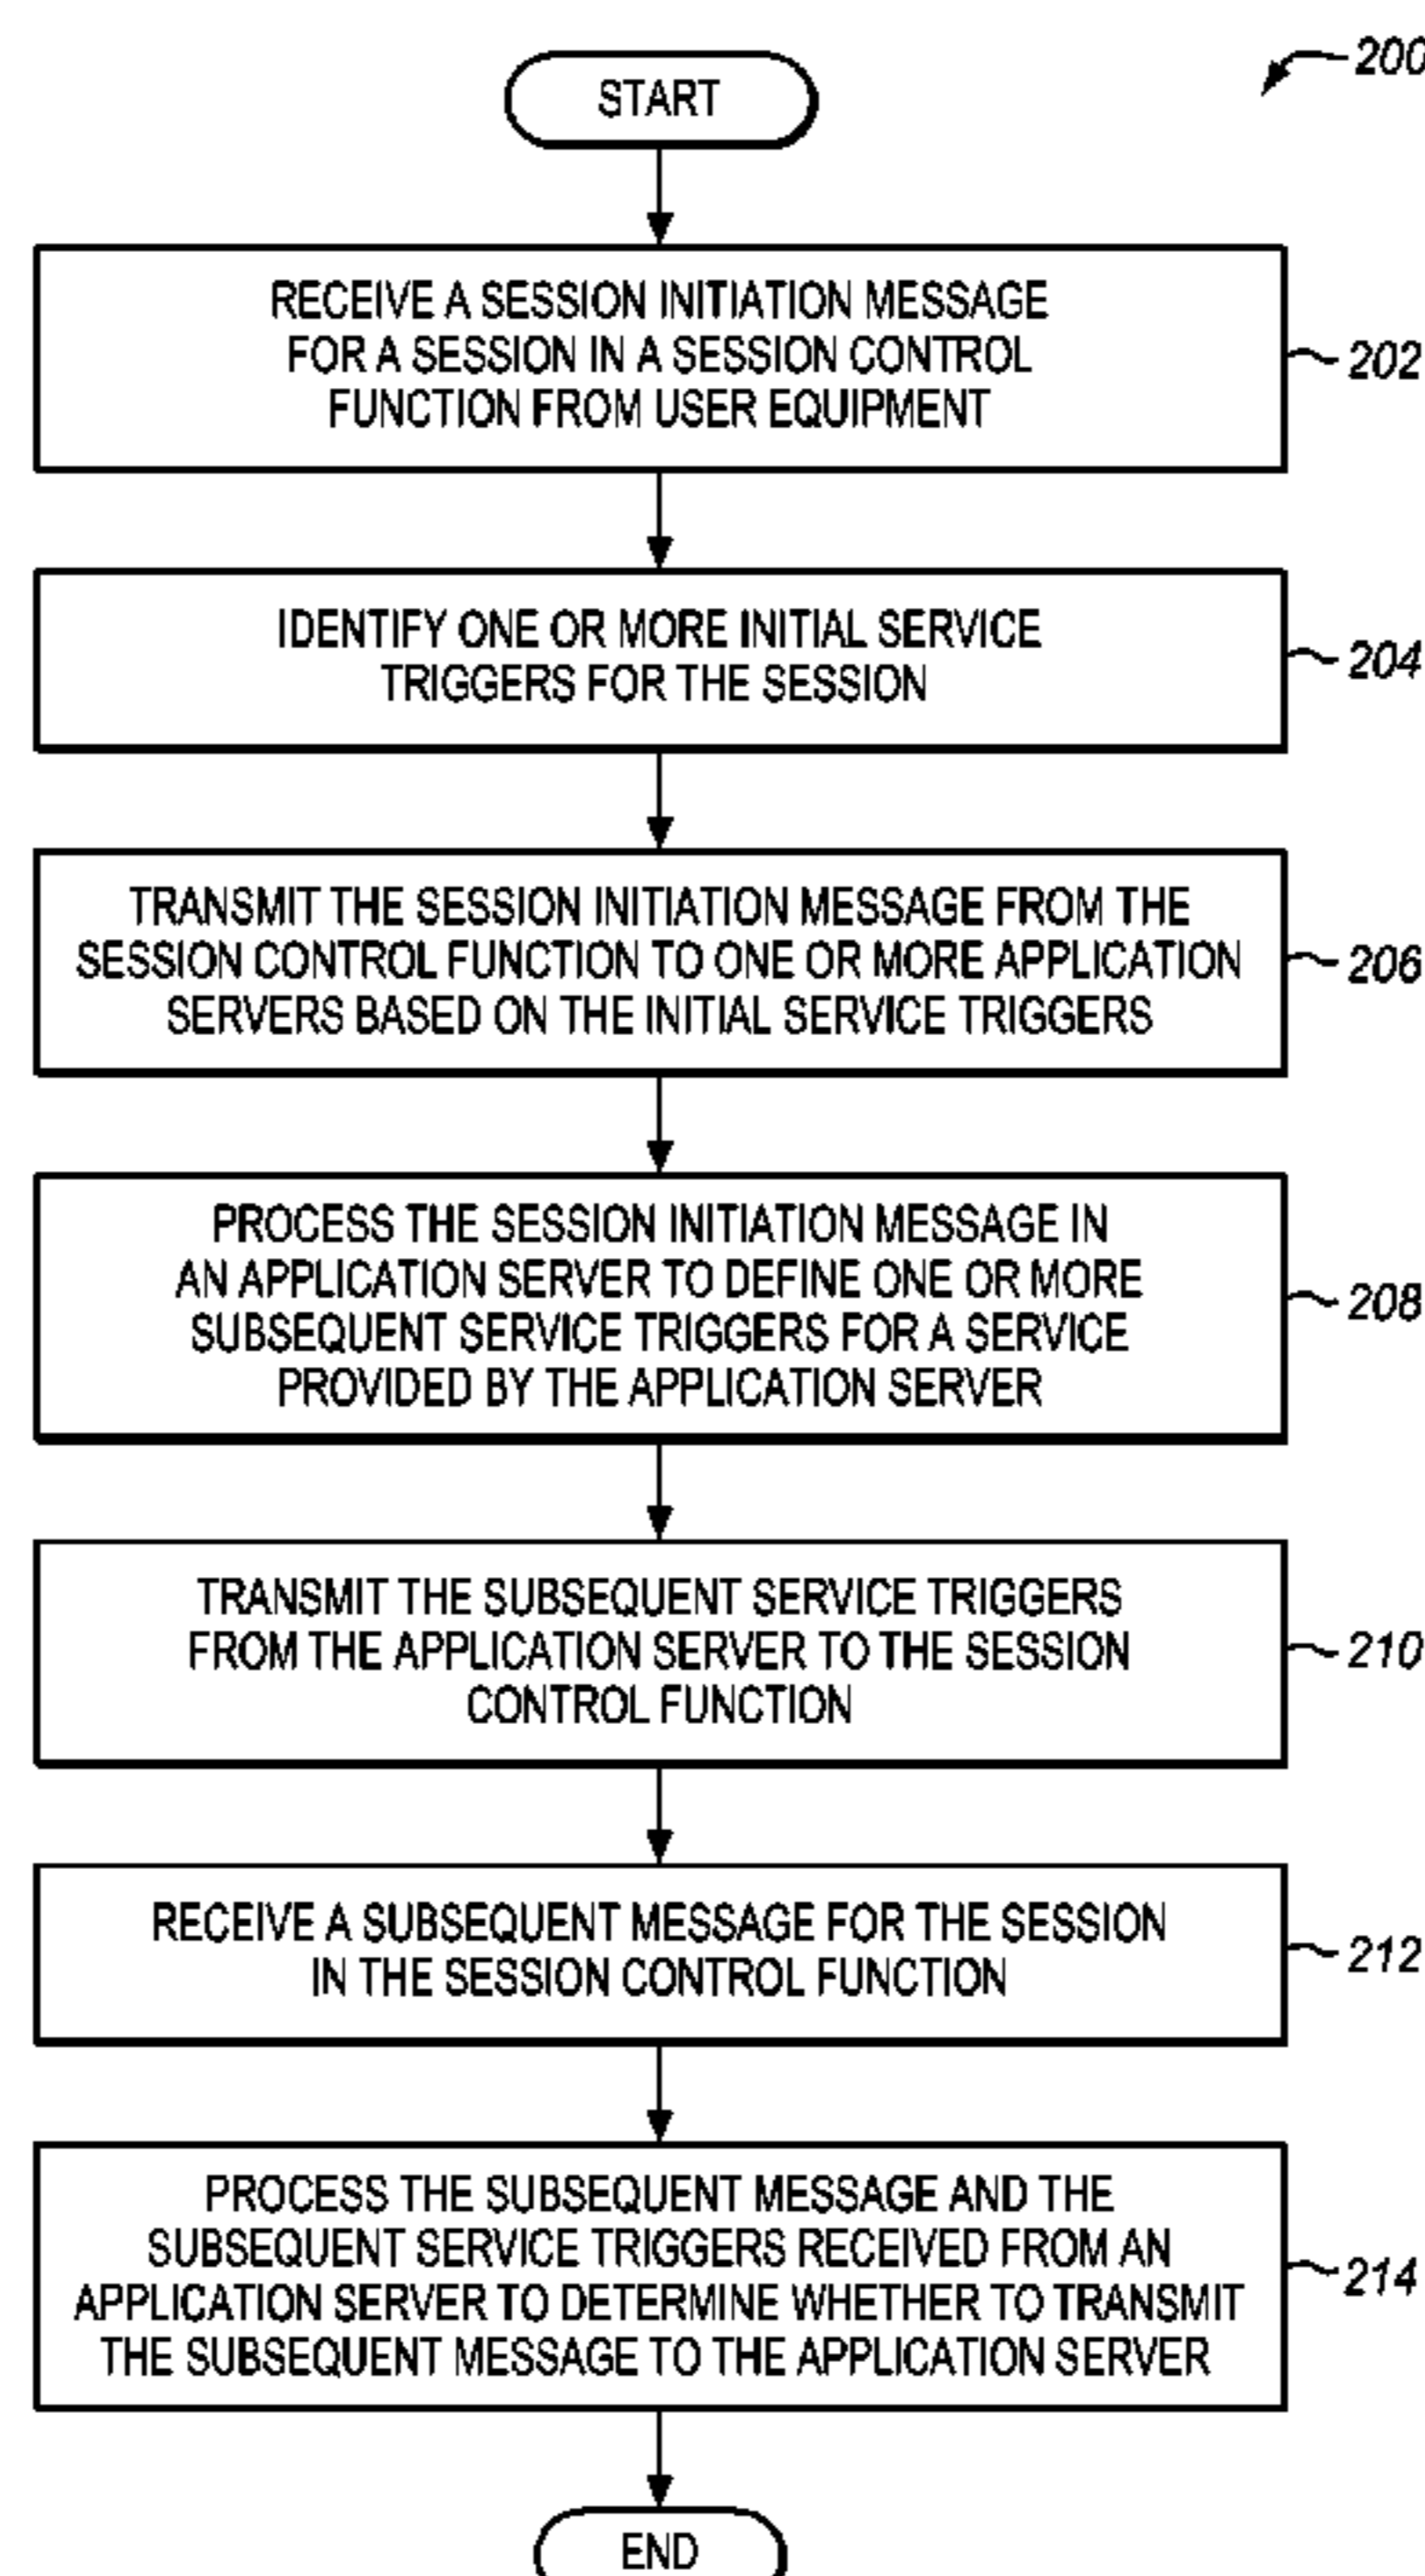 200
START
RECEIVE A SESSION INITIATION MESSAGE
FOR A SESSION IN A SESSION CONTROL
FUNCTION FROM USER EQUIPMENT
202
IDENTIFY ONE OR MORE INITIAL SERVICE
TRIGGERS FOR THE SESSION
204
TRANSMIT THE SESSION INITIATION MESSAGE FROM THE
SESSION CONTROL FUNCTION TO ONE OR MORE APPLICATION
SERVERS BASED ON THE INITIAL SERVICE TRIGGERS
206
PROCESS THE SESSION INITIATION MESSAGE IN
AN APPLICATION SERVER TO DEFINE ONE OR MORE
SUBSEQUENT SERVICE TRIGGERS FOR A SERVICE
PROVIDED BY THE APPLICATION SERVER
208
TRANSMIT THE SUBSEQUENT SERVICE TRIGGERS
FROM THE APPLICATION SERVER TO THE SESSION
CONTROL FUNCTION
210
RECEIVE A SUBSEQUENT MESSAGE FOR THE SESSION
IN THE SESSION CONTROL FUNCTION
212
PROCESS THE SUBSEQUENT MESSAGE AND THE
SUBSEQUENT SERVICE TRIGGERS RECEIVED FROM AN
APPLICATION SERVER TO DETERMINE WHETHER TO TRANSMIT
THE SUBSEQUENT MESSAGE TO THE APPLICATION SERVER
214
END